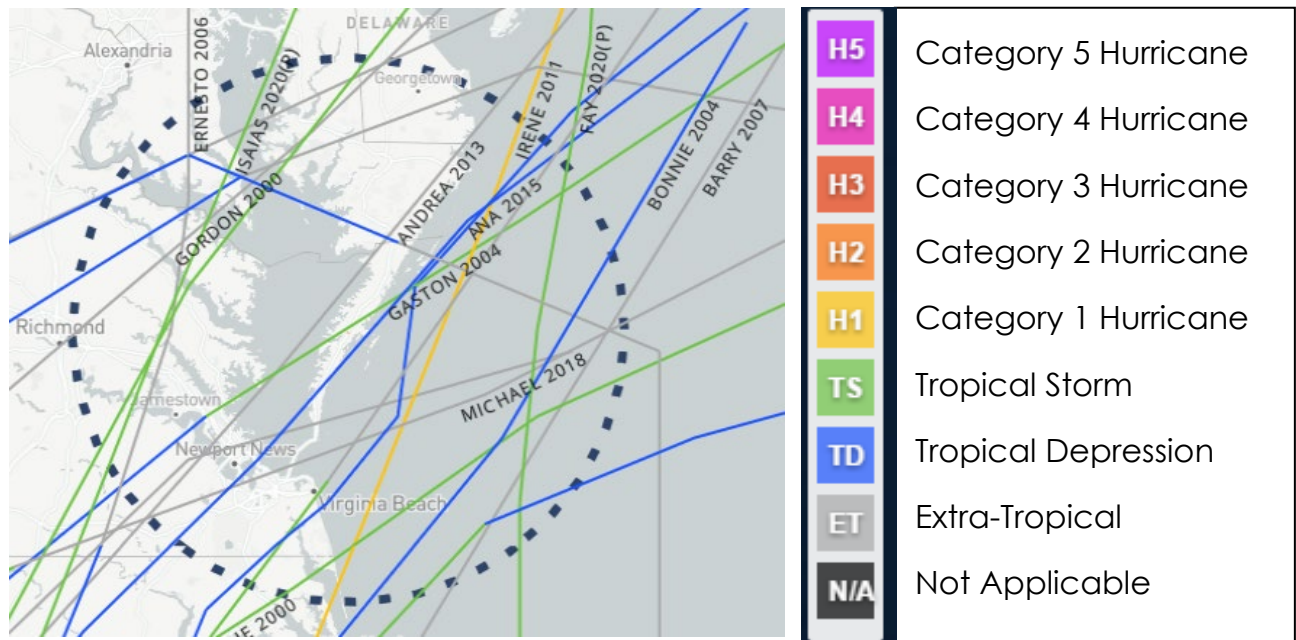 DELAWARE
Alexandria
Georgetown
ERNESTO 2006
ISAIAS 2020(P)
GORDON 2000
ANDREA 2013
IRENE 2011
FAY 2020(P)
BONNIE 2004
BARRY 2007
ANA 2015
GASTON 2004
Richmond
Jamestown
MICHAEL 2018
Newport News
Virginia Beach
NE 2000
H5 Category 5 Hurricane
H4 Category 4 Hurricane
H3 Category 3 Hurricane
H2 Category 2 Hurricane
H1 Category 1 Hurricane
TS Tropical Storm
TD Tropical Depression
ET Extra-Tropical
N/A Not Applicable